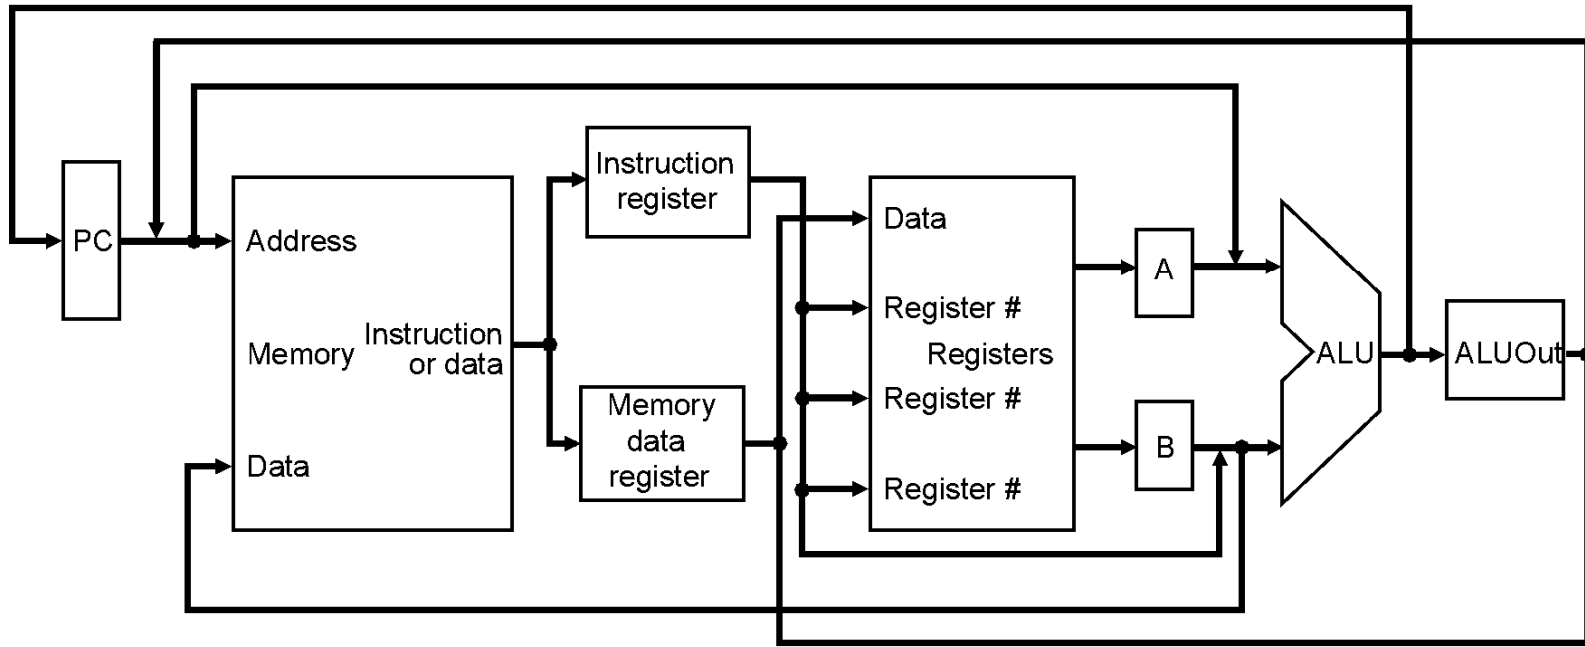 PC
Address
Memory
Instruction
or data
Data
Instruction
register
Memory
data
register
Data
Register #
Registers
Register #
Register #
A
B
ALU
ALUOut